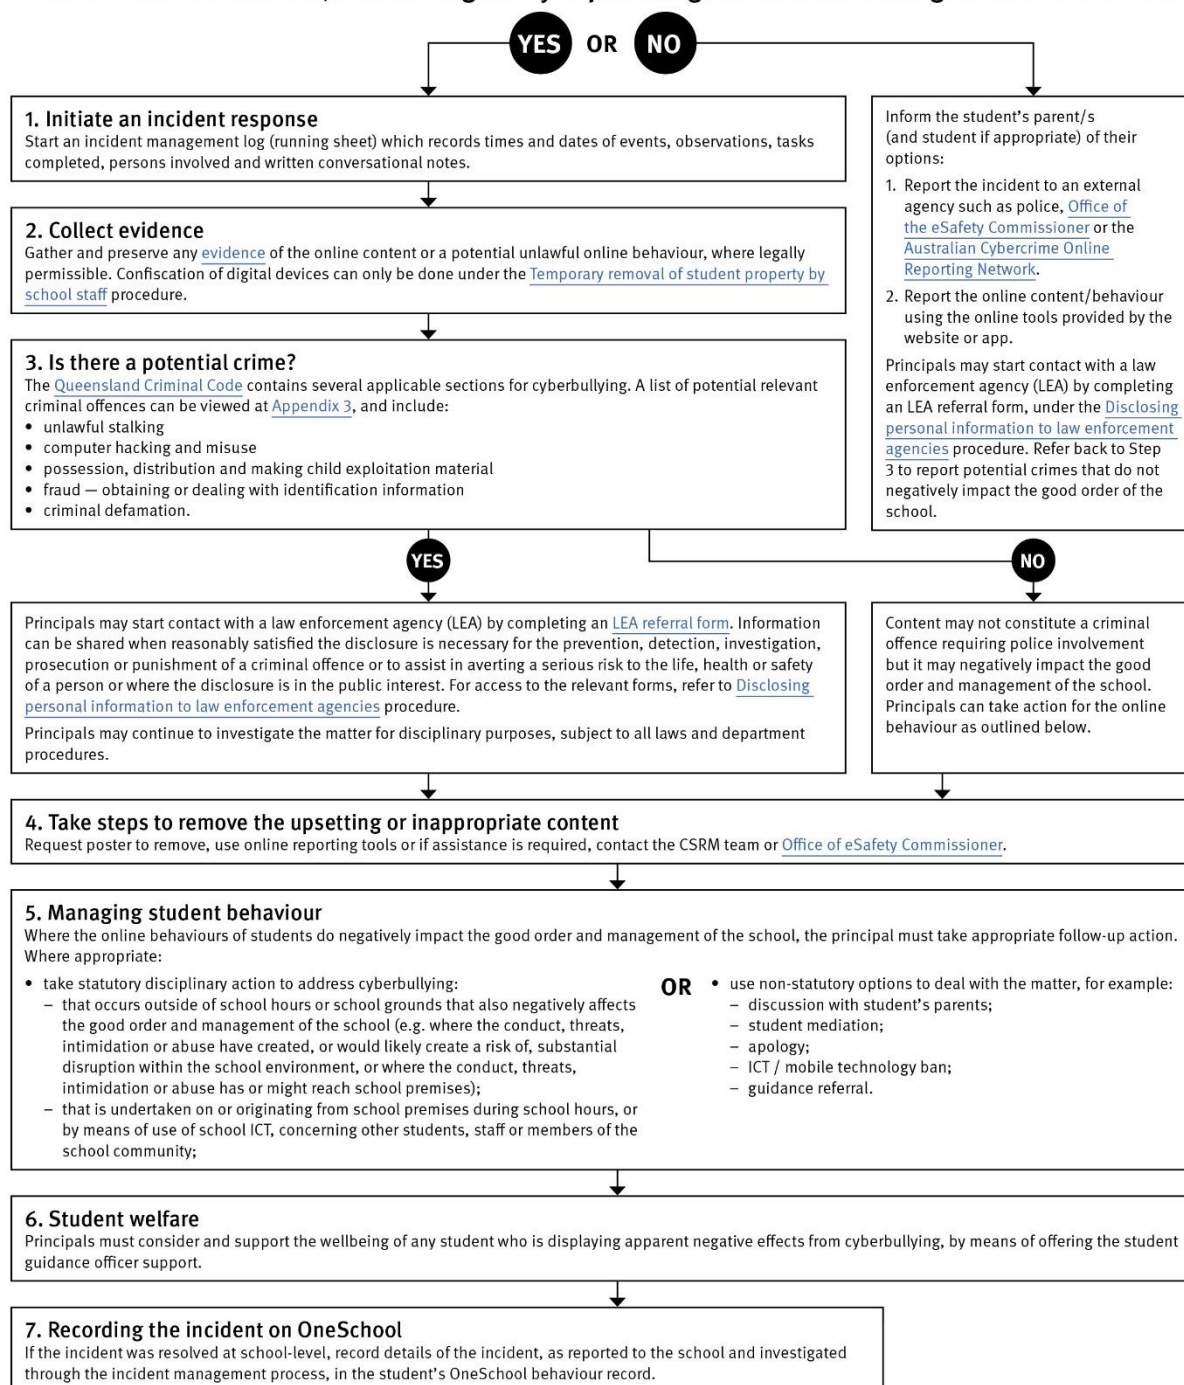 YES OR NO
1. Initiate an incident response
Start an incident management log (running sheet) which records times and dates of events, observations, tasks
completed, persons involved and written conversational notes.
Inform the student’s parent/s
(and student if appropriate) of their
options:
1. Report the incident to an external
agency such as police, Office of
the eSafety Commissioner or the
Australian Cybercrime Online
Reporting Network.
2. Report the online content/behaviour
using the online tools provided by the
website or app.
Principals may start contact with a law
enforcement agency (LEA) by completing
an LEA referral form, under the Disclosing
personal information to law enforcement
agencies procedure. Refer back to Step
3 to report potential crimes that do not
negatively impact the good order of the
school.
2. Collect evidence
Gather and preserve any evidence of the online content or a potential unlawful online behaviour, where legally
permissible. Confiscation of digital devices can only be done under the Temporary removal of student property by
school staff procedure.
3. Is there a potential crime?
The Queensland Criminal Code contains several applicable sections for cyberbullying. A list of potential relevant
criminal offences can be viewed at Appendix 3, and include:
• unlawful stalking
• computer hacking and misuse
• possession, distribution and making child exploitation material
• fraud — obtaining or dealing with identification information
• criminal defamation.
YES
NO
Principals may start contact with a law enforcement agency (LEA) by completing an LEA referral form. Information
can be shared when reasonably satisfied the disclosure is necessary for the prevention, detection, investigation,
prosecution or punishment of a criminal offence or to assist in averting a serious risk to the life, health or safety
of a person or where the disclosure is in the public interest. For access to the relevant forms, refer to Disclosing
personal information to law enforcement agencies procedure.
Principals may continue to investigate the matter for disciplinary purposes, subject to all laws and department
procedures.
Content may not constitute a criminal
offence requiring police involvement
but it may negatively impact the good
order and management of the school.
Principals can take action for the online
behaviour as outlined below.
4. Take steps to remove the upsetting or inappropriate content
Request poster to remove, use online reporting tools or if assistance is required, contact the CSRM team or Office of eSafety Commissioner.
5. Managing student behaviour
Where the online behaviours of students do negatively impact the good order and management of the school, the principal must take appropriate follow-up action.
Where appropriate:
• take statutory disciplinary action to address cyberbullying:
– that occurs outside of school hours or school grounds that also negatively affects
the good order and management of the school (e.g. where the conduct, threats,
intimidation or abuse have created, or would likely create a risk of, substantial
disruption within the school environment, or where the conduct, threats,
intimidation or abuse has or might reach school premises);
– that is undertaken on or originating from school premises during school hours, or
by means of use of school ICT, concerning other students, staff or members of the
school community;
OR
• use non-statutory options to deal with the matter, for example:
– discussion with student’s parents;
– student mediation;
– apology;
– ICT / mobile technology ban;
– guidance referral.
6. Student welfare
Principals must consider and support the wellbeing of any student who is displaying apparent negative effects from cyberbullying, by means of offering the student
guidance officer support.
7. Recording the incident on OneSchool
If the incident was resolved at school-level, record details of the incident, as reported to the school and investigated
through the incident management process, in the student’s OneSchool behaviour record.